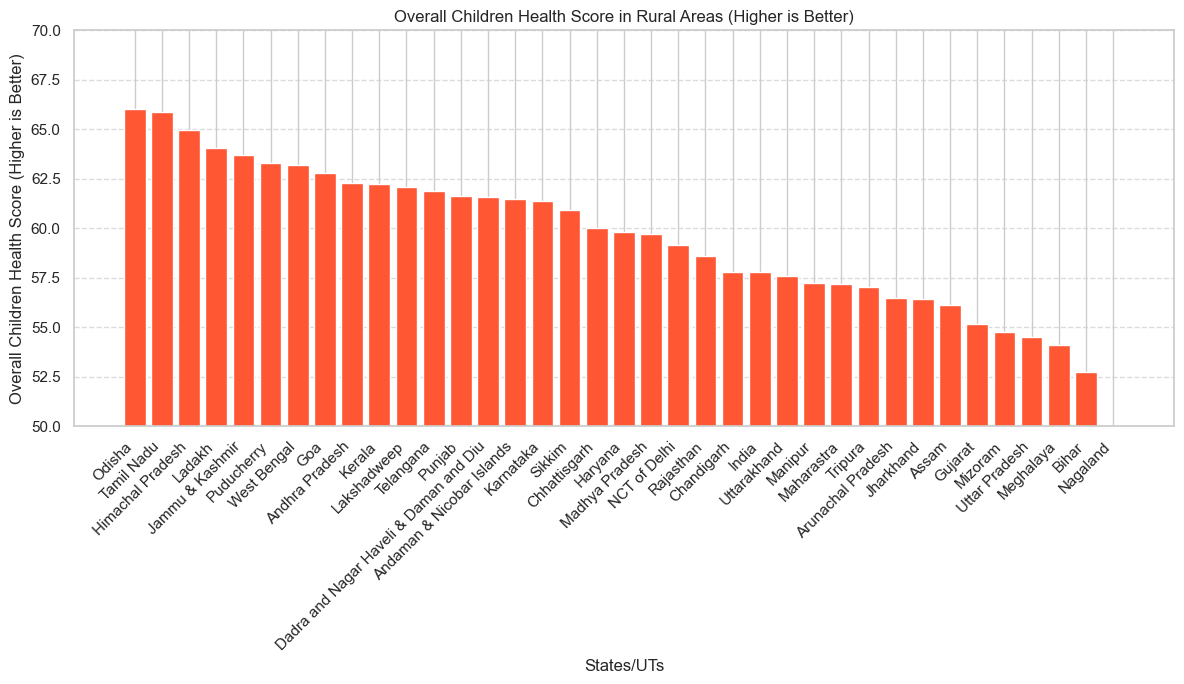 Overall Children Health Score in Rural Areas (Higher is Better)
Overall Children Health Score (Higher is Better)
70.0
67.5
65.0
62.5
60.0
57.5
55.0
52.5
50.0
Odisha
Tamil Nadu
Himachal Pradesh
Ladakh
Jammu & Kashmir
Puducherry
West Bengal
Goa
Andhra Pradesh
Kerala
Lakshadweep
Telangana
Punjab
Dadra and Nagar Haveli & Daman and Diu
Andaman & Nicobar Islands
Karnataka
Sikkim
Chhattisgarh
Haryana
Madhya Pradesh
NCT of Delhi
Rajasthan
Chandigarh
India
Uttarakhand
Manipur
Maharastra
Tripura
Arunachal Pradesh
Jharkhand
Assam
Gujarat
Mizoram
Uttar Pradesh
Meghalaya
Bihar
Nagaland
States/UTs